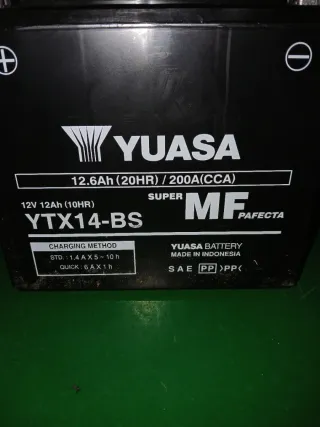 + −
YUASA
12.6Ah (20HR) / 200A(CCA)
12V 12Ah (10HR) SUPER MF PAFECTA
YTX14-BS
CHARGING METHOD
STD. : 1.4 A X 5 ~ 10 h
QUICK : 6 A X 1 h
YUASA BATTERY
MADE IN INDONESIA
S A E PP >PP<